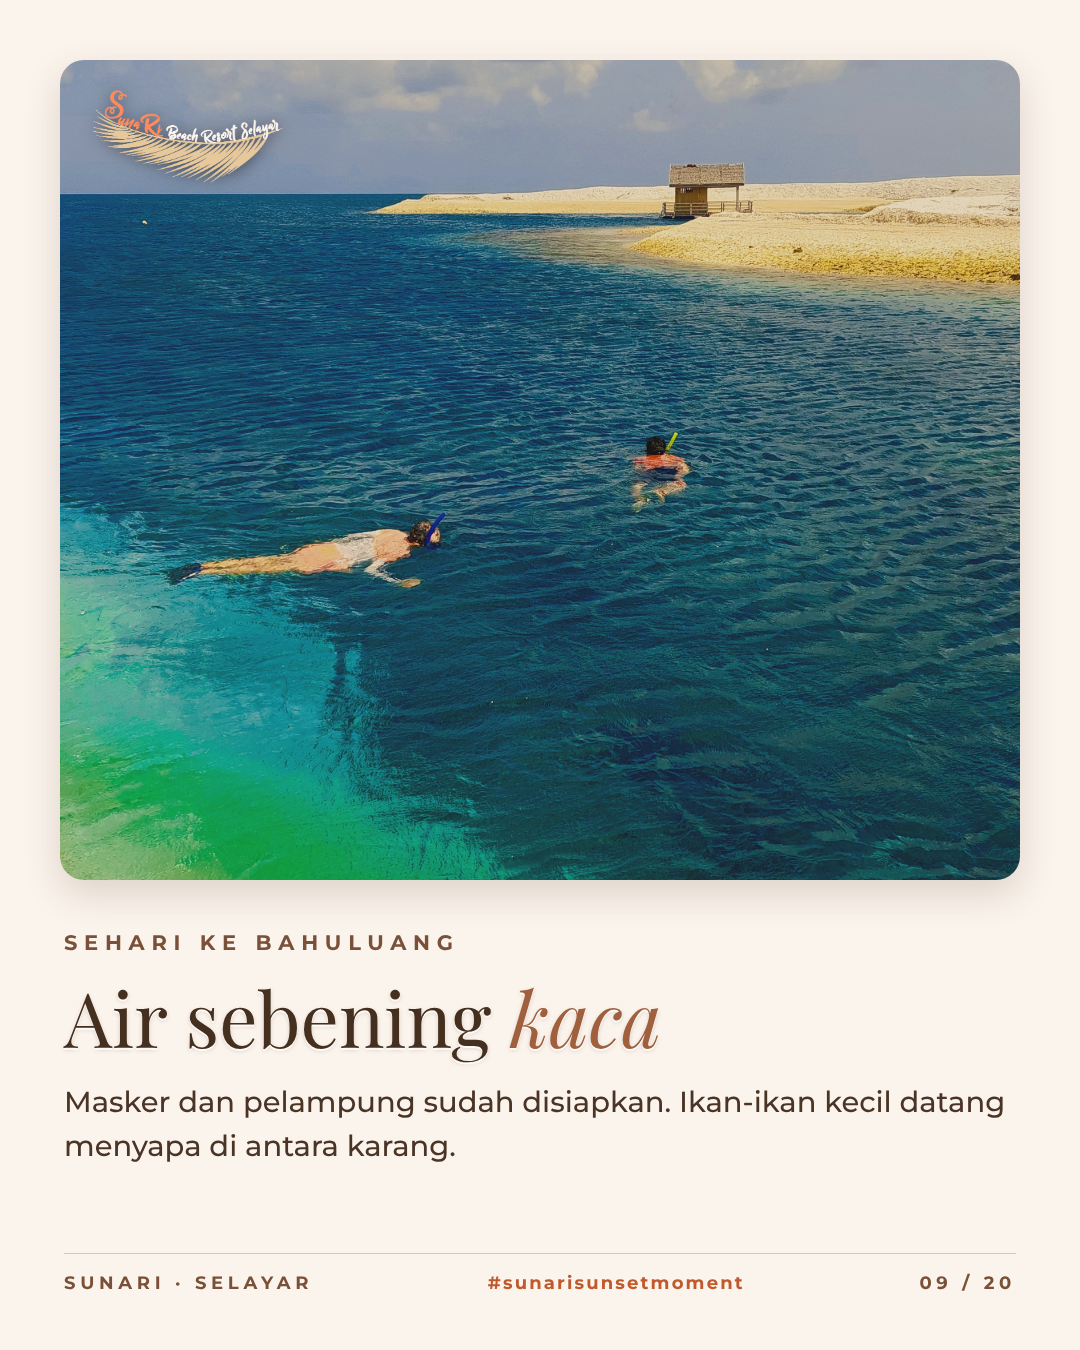 SunaRi Beach Resort Selayar
SEHARI KE BAHULUANG
Air sebening kaca
Masker dan pelampung sudah disiapkan. Ikan-ikan kecil datang
menyapa di antara karang.
SUNARI · SELAYAR
#sunarisunsetmoment
09 / 20